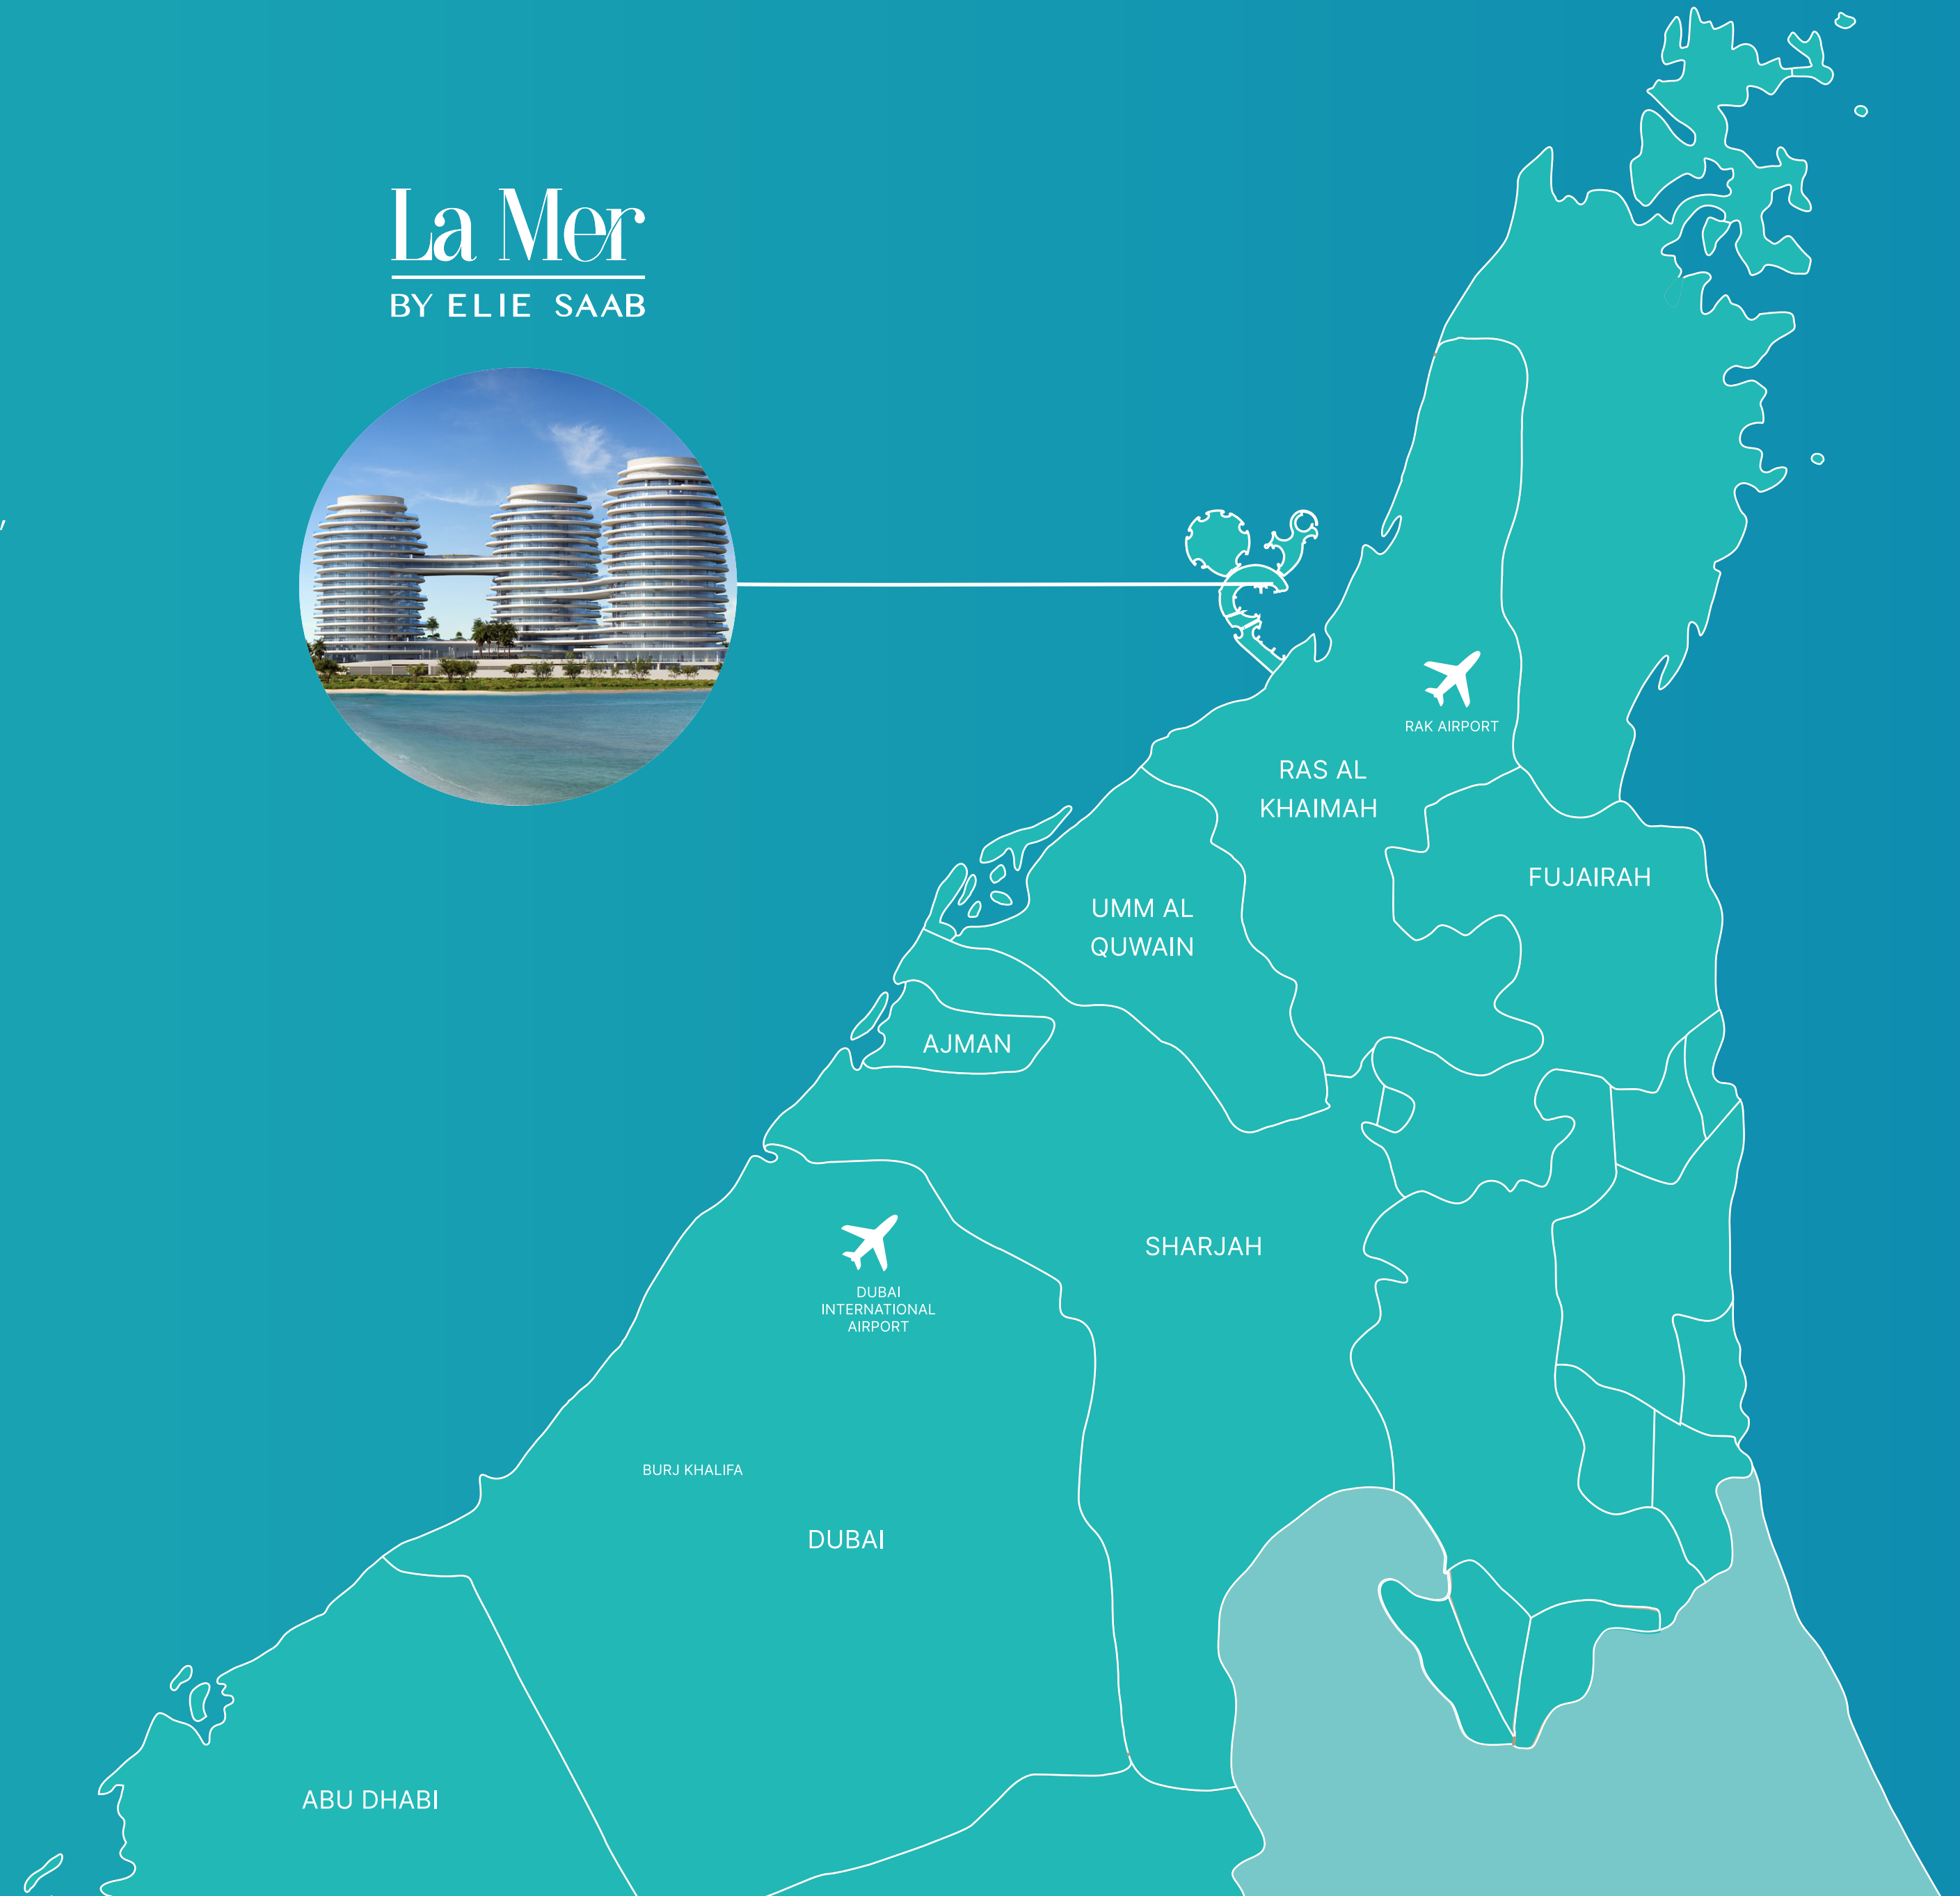 La Mer
BY ELIE SAAB
RAK AIRPORT
RAS AL
KHAIMAH
FUJAIRAH
UMM AL
QUWAIN
AJMAN
SHARJAH
DUBAI
INTERNATIONAL
AIRPORT
BURJ KHALIFA
DUBAI
ABU DHABI